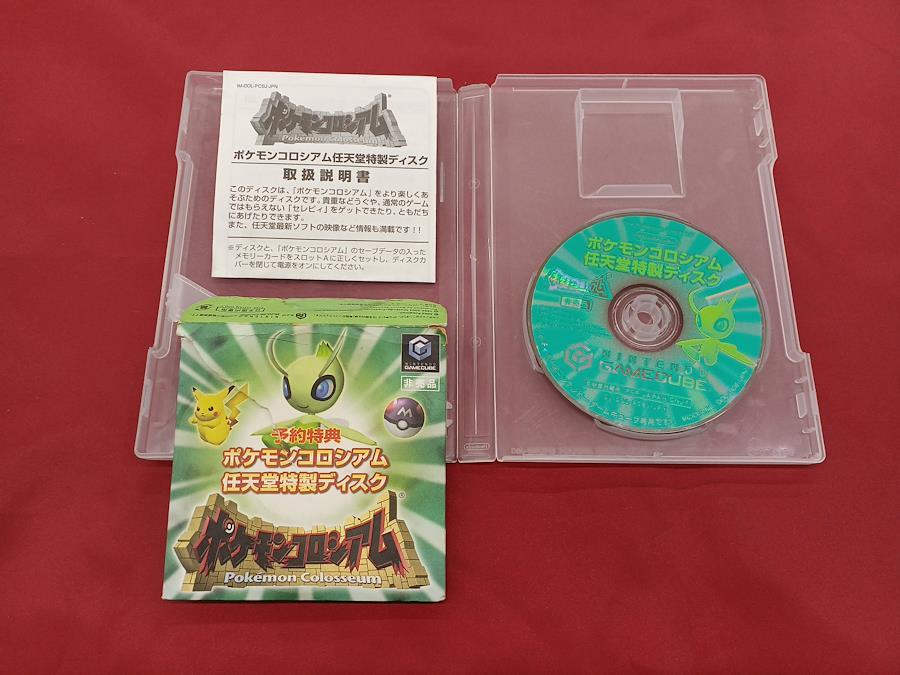 IM-DOL-PCSJ-JPN
ポケモンコロシアム
Pokemon Colosseum
ポケモンコロシアム任天堂特製ディスク
取扱説明書
このディスクは、「ポケモンコロシアム」をより楽しくあ
そぶためのディスクです。貴重などうぐや、通常のゲーム
ではもらえない「セレビィ」をゲットできたり、ともだち
にあげたりできます。
また、任天堂最新ソフトの映像など情報も満載です!!
※ディスクと、「ポケモンコロシアム」のセーブデータの入った
メモリーカードをスロットAに正しくセットし、ディスクカ
バーを閉じて電源をオンにしてください。
NINTENDO
GAMECUBE
非売品
予約特典
ポケモンコロシアム
任天堂特製ディスク
ポケモンコロシアム
Pokemon Colosseum
ポケモンコロシアム
任天堂特製ディスク
非売品
NINTENDO
GAMECUBE